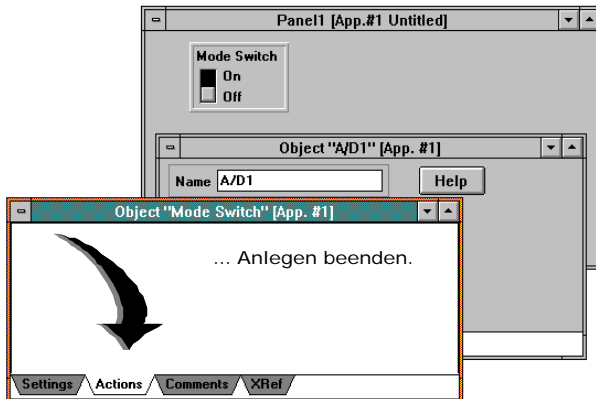 Panel1 [App.#1 Untitled]
Mode Switch
On
Off
Object "A/D1" [App. #1]
Name A/D1 Help
Object "Mode Switch" [App. #1]
... Anlegen beenden.
Settings Actions Comments XRef